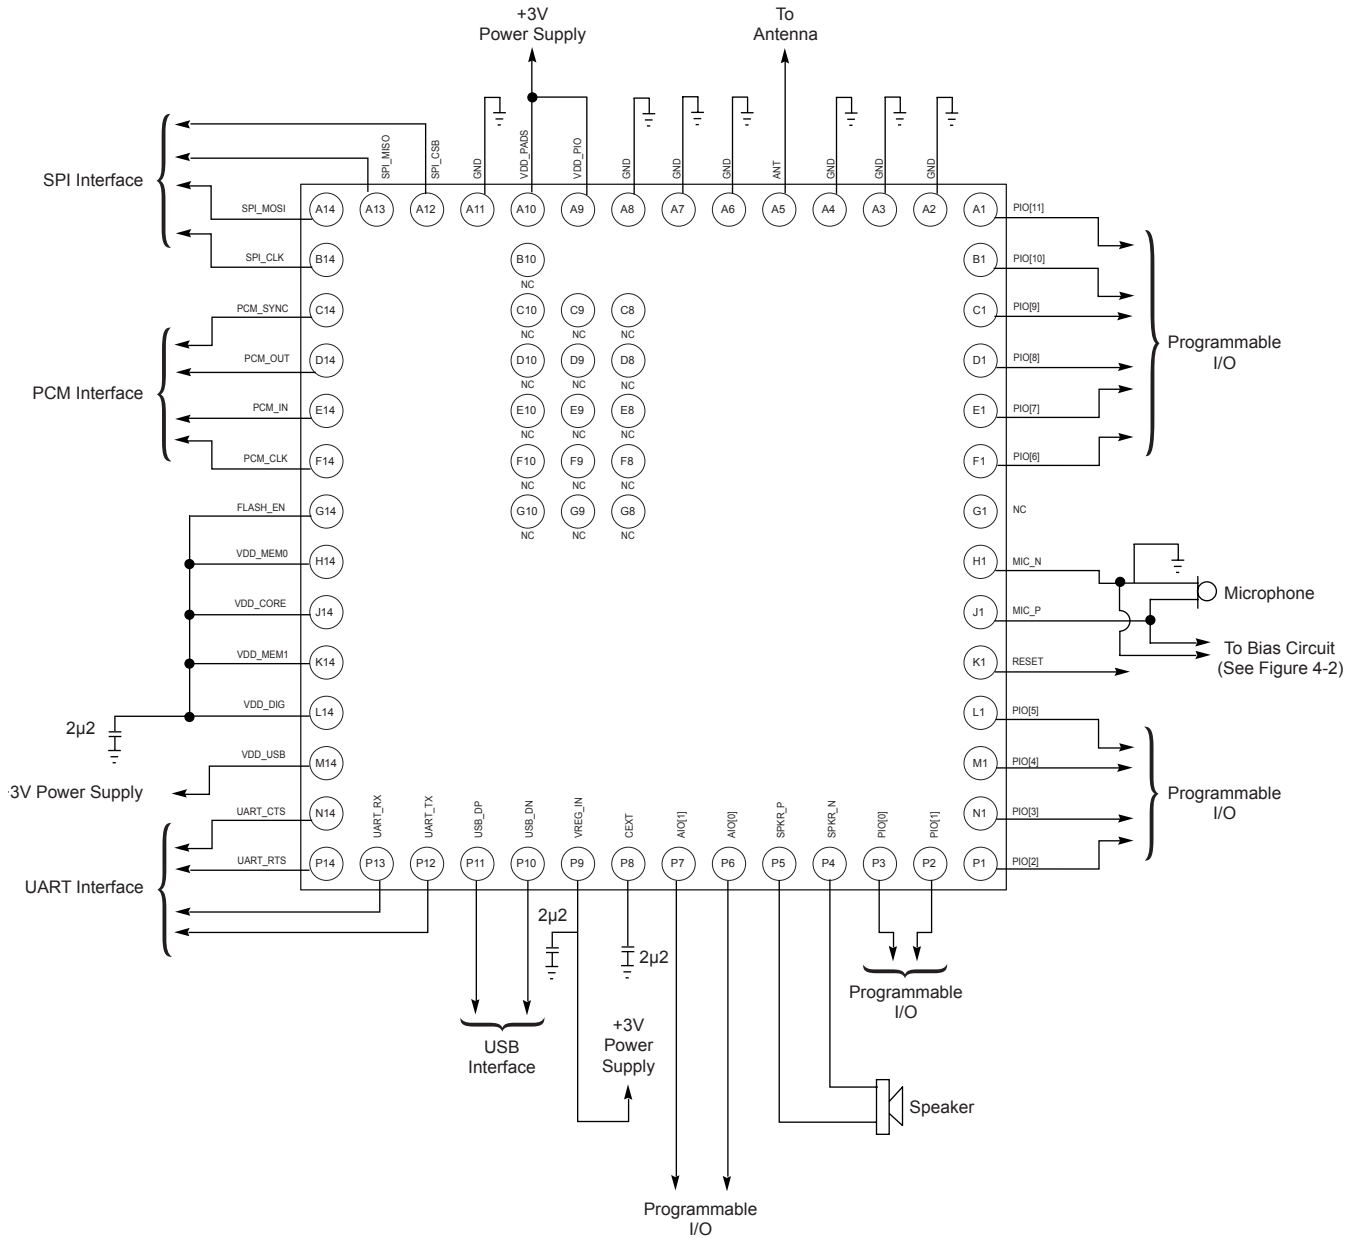 +3V
Power Supply
To
Antenna
SPI_MISO
SPI_CSB
GND
VDD_PADS
VDD_PIO
GND
GND
GND
ANT
GND
GND
GND
SPI Interface
SPI_MOSI
A14
A13
A12
A11
A10
A9
A8
A7
A6
A5
A4
A3
A2
A1
PIO[11]
SPI_CLK
B14
B10
NC
B1
PIO[10]
PCM_SYNC
C14
C10
NC
C9
NC
C8
NC
C1
PIO[9]
Programmable
I/O
PCM Interface
PCM_OUT
D14
D10
NC
D9
NC
D8
NC
D1
PIO[8]
PCM_IN
E14
E10
NC
E9
NC
E8
NC
E1
PIO[7]
PCM_CLK
F14
F10
NC
F9
NC
F8
NC
F1
PIO[6]
FLASH_EN
G14
G10
NC
G9
NC
G8
NC
G1
NC
VDD_MEM0
H14
H1
MIC_N
Microphone
VDD_CORE
J14
J1
MIC_P
To Bias Circuit
(See Figure 4-2)
VDD_MEM1
K14
K1
RESET
VDD_DIG
L14
L1
PIO[5]
2μ2
VDD_USB
M14
M1
PIO[4]
3V Power Supply
Programmable
I/O
UART_CTS
N14
UART_RX
UART_TX
USB_DP
USB_DN
VREG_IN
CEXT
AIO[1]
AIO[0]
SPKR_P
SPKR_N
PIO[0]
PIO[1]
N1
PIO[3]
UART Interface
UART_RTS
P14
P13
P12
P11
P10
P9
P8
P7
P6
P5
P4
P3
P2
P1
PIO[2]
2μ2
2μ2
Programmable
I/O
USB
Interface
+3V
Power
Supply
Speaker
Programmable
I/O